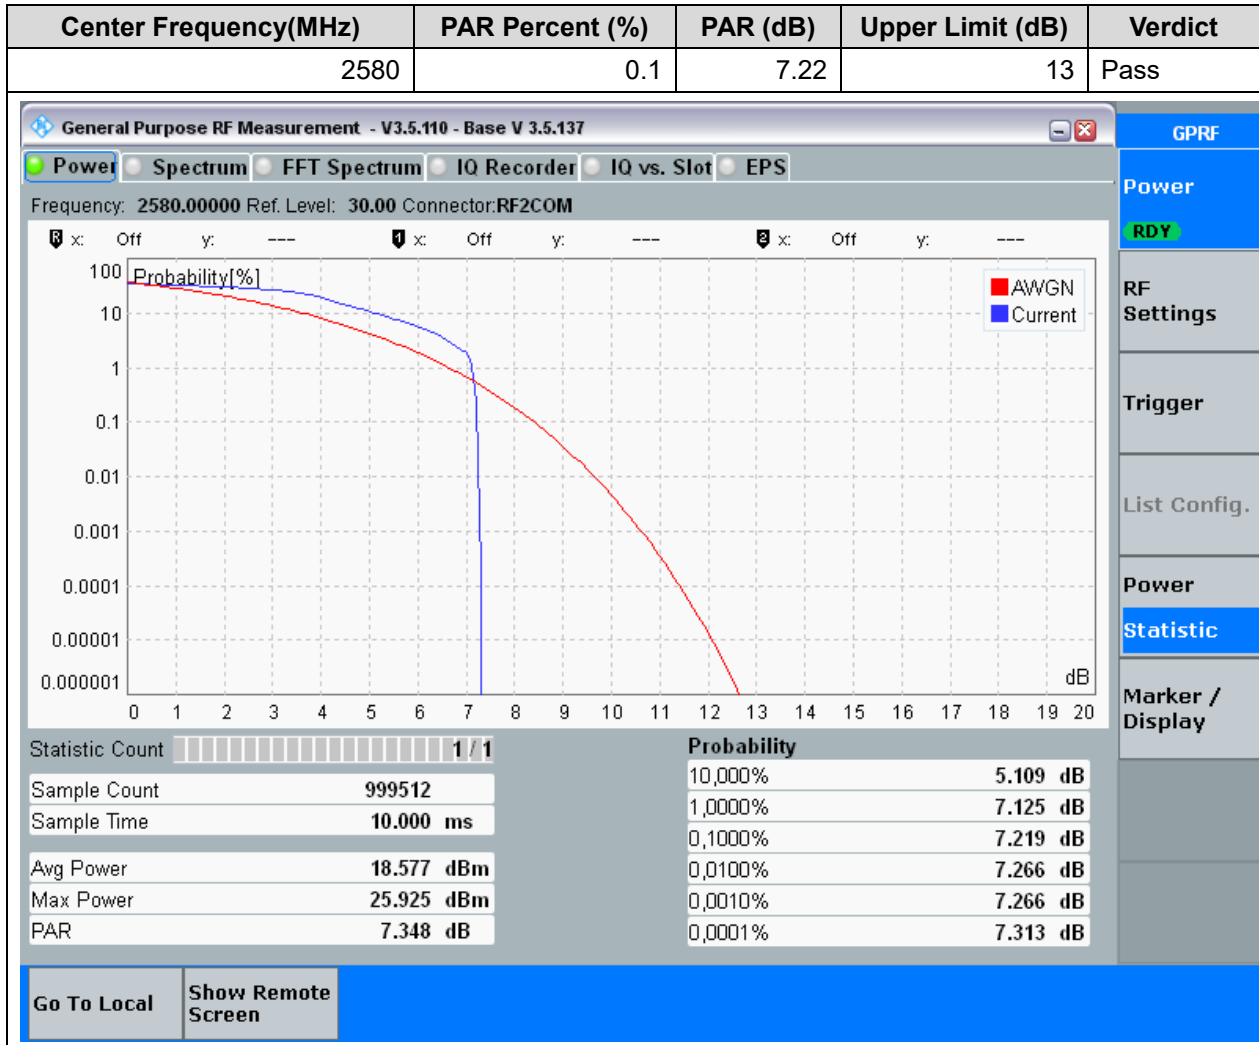 Center Frequency(MHz) PAR Percent (%) PAR (dB) Upper Limit (dB) Verdict
2580 0.1 7.22 13 Pass
General Purpose RF Measurement - V3.5.110 - Base V 3.5.137
GPRF
Power Spectrum FFT Spectrum IQ Recorder IQ vs. Slot EPS
Power
RDY
Frequency: 2580.00000 Ref. Level: 30.00 Connector:RF2COM
R x: Off y: --- 1 x: Off y: --- 2 x: Off y: ---
Probability[%]
AWGN
Current
100
10
1
0.1
0.01
0.001
0.0001
0.00001
0.000001
dB
0 1 2 3 4 5 6 7 8 9 10 11 12 13 14 15 16 17 18 19 20
RF
Settings
Trigger
List Config.
Power
Statistic
Marker /
Display
Statistic Count 1 / 1
Sample Count 999512
Sample Time 10.000 ms
Avg Power 18.577 dBm
Max Power 25.925 dBm
PAR 7.348 dB
Probability
10,000% 5.109 dB
1,0000% 7.125 dB
0,1000% 7.219 dB
0,0100% 7.266 dB
0,0010% 7.266 dB
0,0001% 7.313 dB
Go To Local
Show Remote
Screen